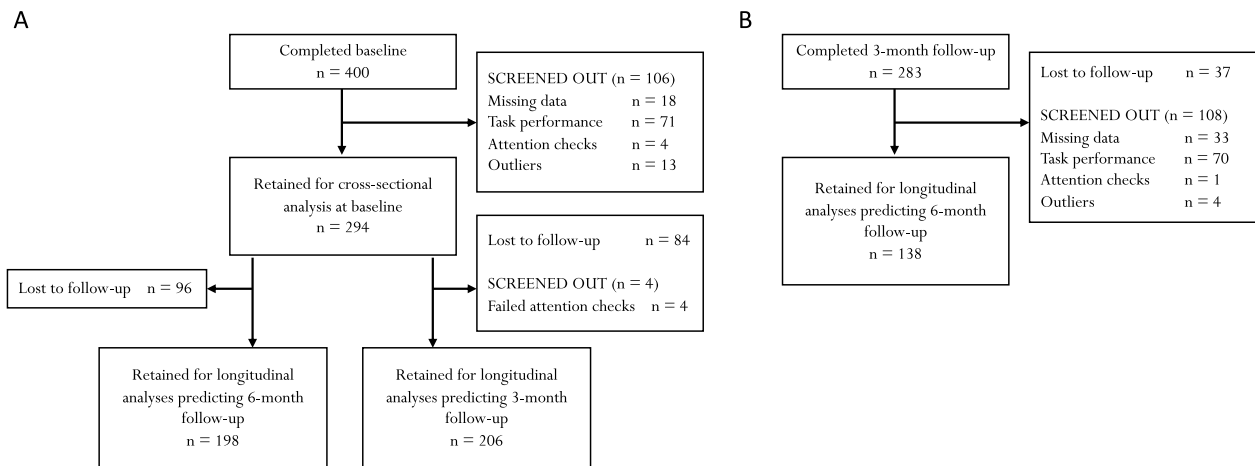 A
Completed baseline
n = 400
SCREENED OUT (n = 106)
Missing data n = 18
Task performance n = 71
Attention checks n = 4
Outliers n = 13
Retained for cross-sectional
analysis at baseline
n = 294
Lost to follow-up n = 84
SCREENED OUT (n = 4)
Failed attention checks n = 4
Lost to follow-up n = 96
Retained for longitudinal
analyses predicting 6-month
follow-up
n = 198
Retained for longitudinal
analyses predicting 3-month
follow-up
n = 206
B
Completed 3-month follow-up
n = 283
Lost to follow-up n = 37
SCREENED OUT (n = 108)
Missing data n = 33
Task performance n = 70
Attention checks n = 1
Outliers n = 4
Retained for longitudinal
analyses predicting 6-month
follow-up
n = 138